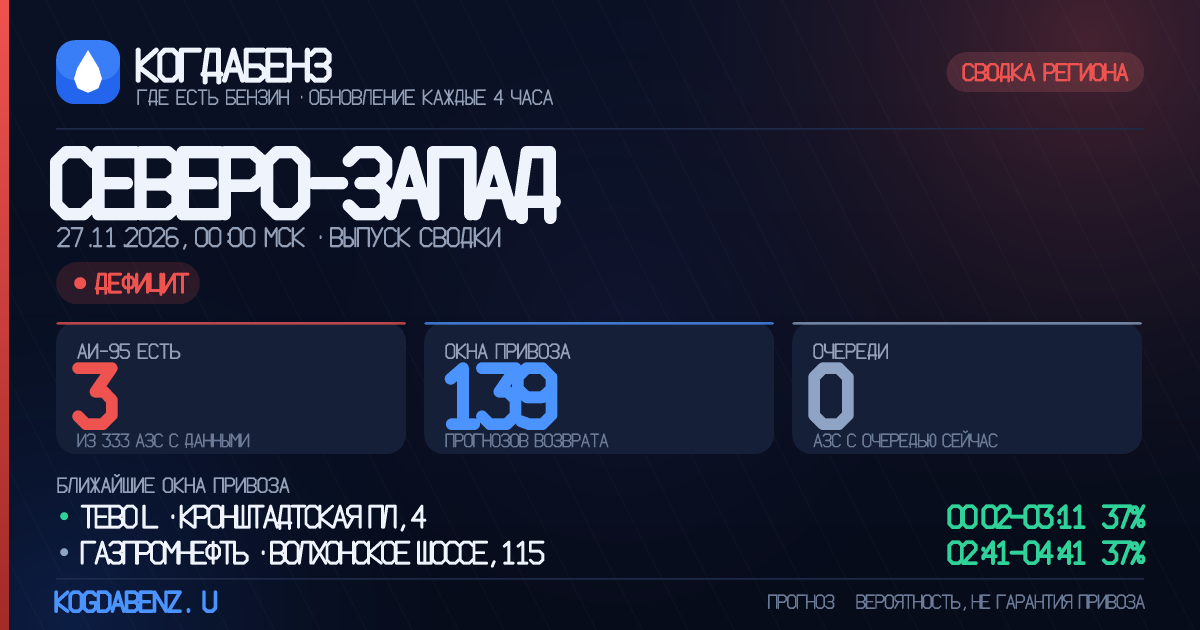 КОГДАБЕНЗ
ГДЕ ЕСТЬ БЕНЗИН · ОБНОВЛЕНИЕ КАЖДЫЕ 4 ЧАСА
СВОДКА РЕГИОНА
СЕВЕРО-ЗАПАД
27.11.2026, 00:00 МСК · ВЫПУСК СВОДКИ
• ДЕФИЦИТ
АИ-95 ЕСТЬ
3
ИЗ 333 АЗС С ДАННЫМИ
ОКНА ПРИВОЗА
139
ПРОГНОЗОВ ВОЗВРАТА
ОЧЕРЕДИ
0
АЗС С ОЧЕРЕДЬЮ СЕЙЧАС
БЛИЖАЙШИЕ ОКНА ПРИВОЗА
• TEBO L · КРОНШТАДТСКАЯ ПЛ, 4 00 02-03:11 37%
• ГАЗПРОМНЕФТЬ · ВОЛХОНСКОЕ ШОССЕ, 115 02:41-04:41 37%
KOGDABENZ. U
ПРОГНОЗ ВЕРОЯТНОСТЬ, НЕ ГАРАНТИЯ ПРИВОЗА